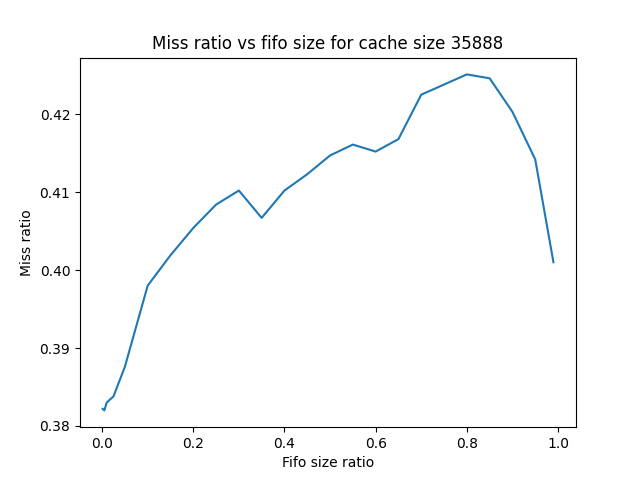 Miss ratio vs fifo size for cache size 35888
Miss ratio
0.42
0.41
0.40
0.39
0.38
0.0 0.2 0.4 0.6 0.8 1.0
Fifo size ratio